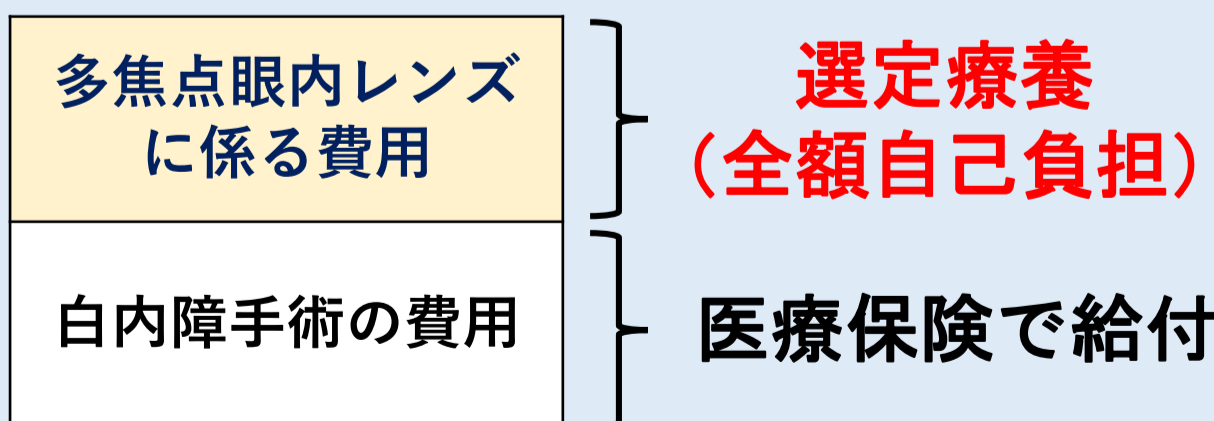 多焦点眼内レンズ
に係る費用
選定療養
（全額自己負担）
白内障手術の費用
医療保険で給付